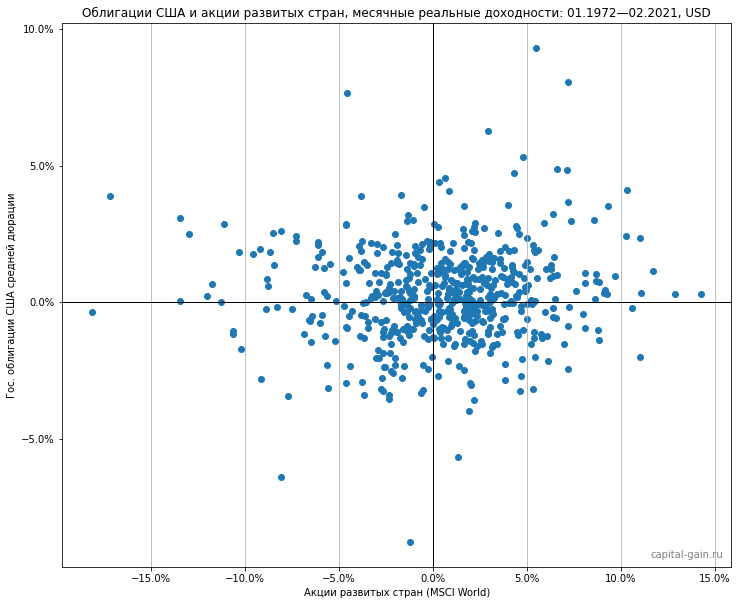 Облигации США и акции развитых стран, месячные реальные доходности: 01.1972—02.2021, USD
10.0%
5.0%
0.0%
−5.0%
Гос. облигации США средней дюрации
capital-gain.ru
−15.0% −10.0% −5.0% 0.0% 5.0% 10.0% 15.0%
Акции развитых стран (MSCI World)